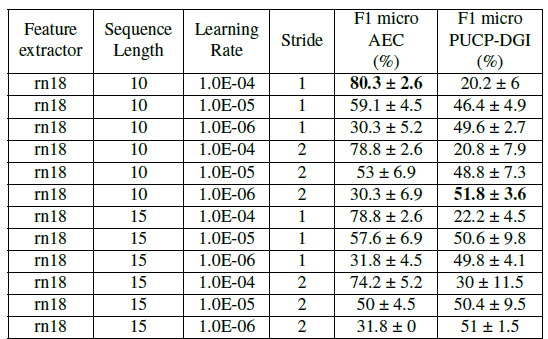 Feature extractor Sequence Length Learning Rate Stride F1 micro AEC (%) F1 micro PUCP-DGI (%)
rn18 10 1.0E-04 1 80.3 ± 2.6 20.2 ± 6
rn18 10 1.0E-05 1 59.1 ± 4.5 46.4 ± 4.9
rn18 10 1.0E-06 1 30.3 ± 5.2 49.6 ± 2.7
rn18 10 1.0E-04 2 78.8 ± 2.6 20.8 ± 7.9
rn18 10 1.0E-05 2 53 ± 6.9 48.8 ± 7.3
rn18 10 1.0E-06 2 30.3 ± 6.9 51.8 ± 3.6
rn18 15 1.0E-04 1 78.8 ± 2.6 22.2 ± 4.5
rn18 15 1.0E-05 1 57.6 ± 6.9 50.6 ± 9.8
rn18 15 1.0E-06 1 31.8 ± 4.5 49.8 ± 4.1
rn18 15 1.0E-04 2 74.2 ± 5.2 30 ± 11.5
rn18 15 1.0E-05 2 50 ± 4.5 50.4 ± 9.5
rn18 15 1.0E-06 2 31.8 ± 0 51 ± 1.5